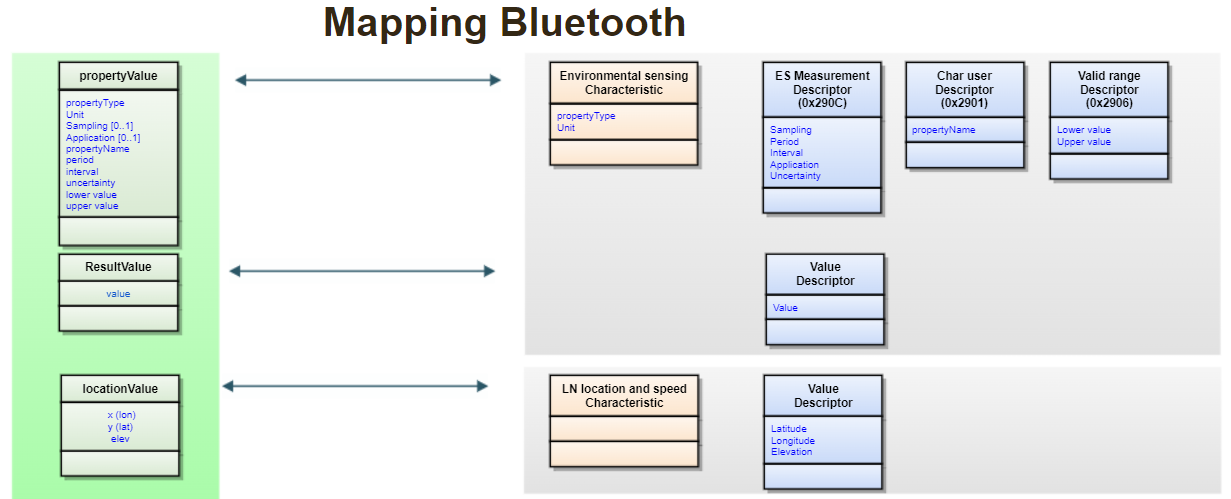 Mapping Bluetooth
propertyValue
propertyType
Unit
Sampling [0..1]
Application [0..1]
propertyName
period
interval
uncertainty
lower value
upper value
Environmental sensing
Characteristic
propertyType
Unit
ES Measurement
Descriptor
(0x290C)
Sampling
Period
Interval
Application
Uncertainty
Char user
Descriptor
(0x2901)
propertyName
Valid range
Descriptor
(0x2906)
Lower value
Upper value
ResultValue
value
Value
Descriptor
Value
locationValue
x (lon)
y (lat)
elev
LN location and speed
Characteristic
Value
Descriptor
Latitude
Longitude
Elevation